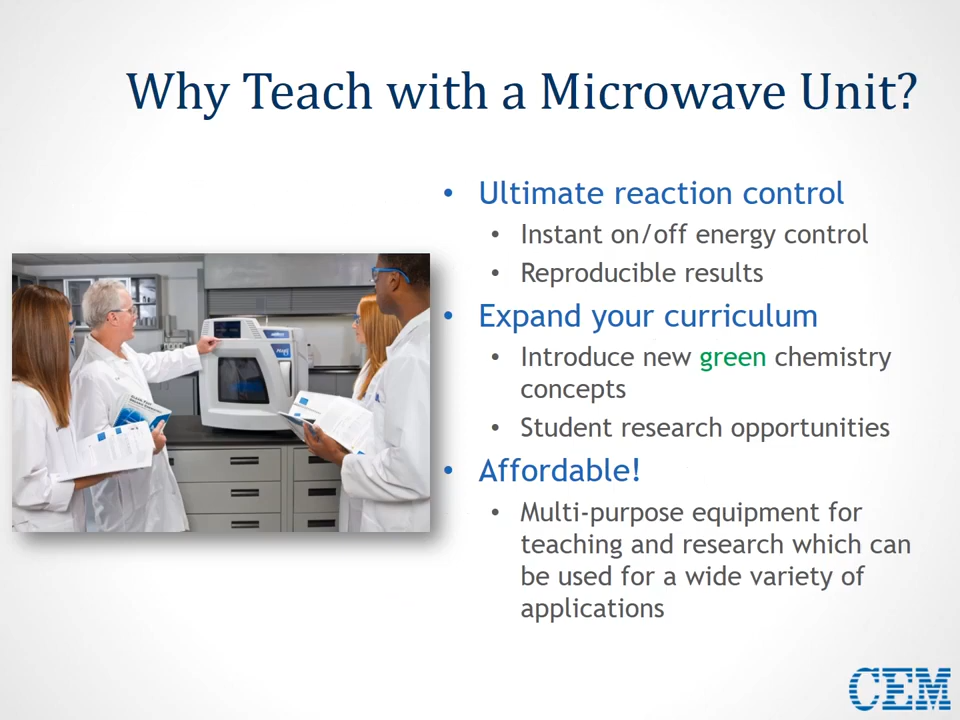 Why Teach with a Microwave Unit?
• Ultimate reaction control
• Instant on/off energy control
• Reproducible results
• Expand your curriculum
• Introduce new green chemistry
concepts
• Student research opportunities
• Affordable!
• Multi-purpose equipment for
teaching and research which can
be used for a wide variety of
applications
CEM